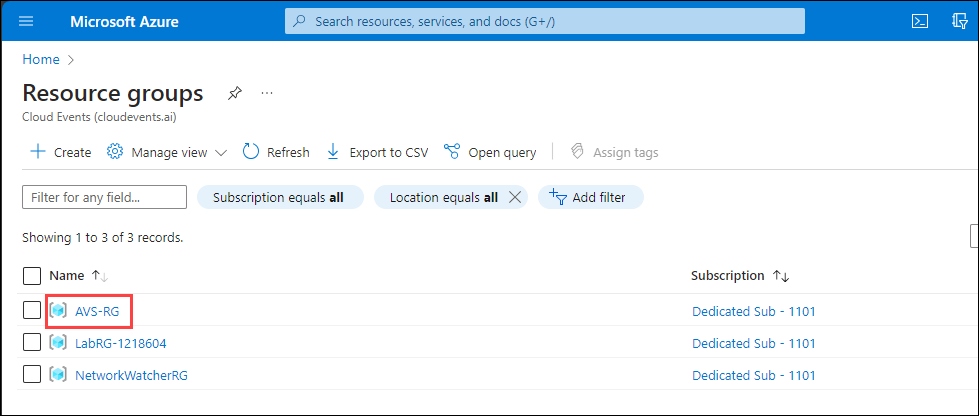 Microsoft Azure Search resources, services, and docs (G+/)
Home
Resource groups
Cloud Events (cloudevents.ai)
Create Manage view Refresh Export to CSV Open query Assign tags
Filter for any field... Subscription equals all Location equals all Add filter
Showing 1 to 3 of 3 records.
Name Subscription
AVS-RG Dedicated Sub - 1101
LabRG-1218604 Dedicated Sub - 1101
NetworkWatcherRG Dedicated Sub - 1101